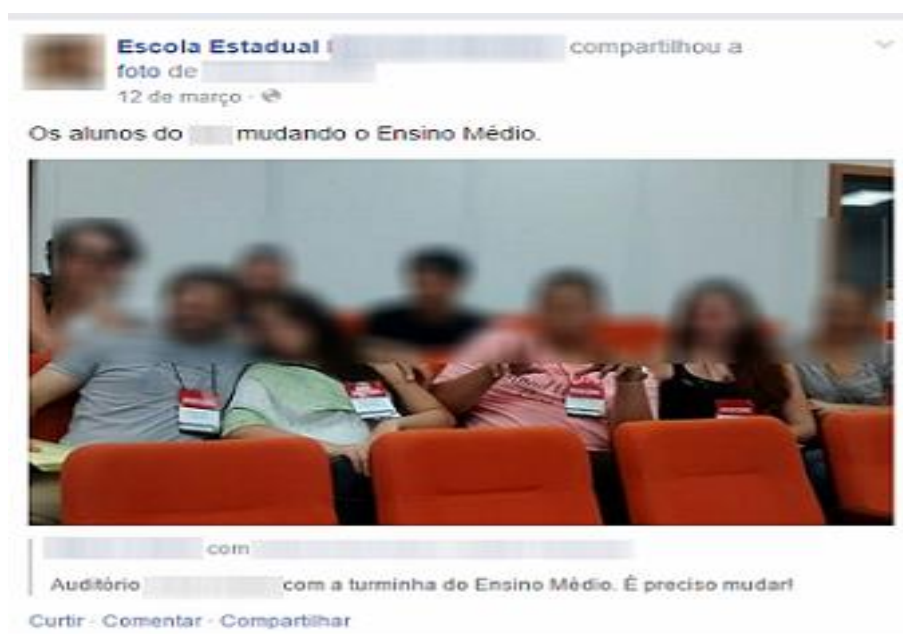 Escola Estadual compartilhou a
foto de
12 de março
Os alunos do mudando o Ensino Médio.
com
Auditório com a turminha do Ensino Médio. É preciso mudar!
Curtir · Comentar · Compartilhar